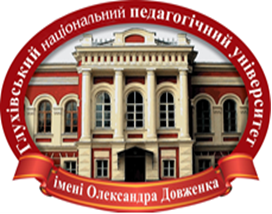 Глухівський національний педагогічний університет
імені Олександра Довженка